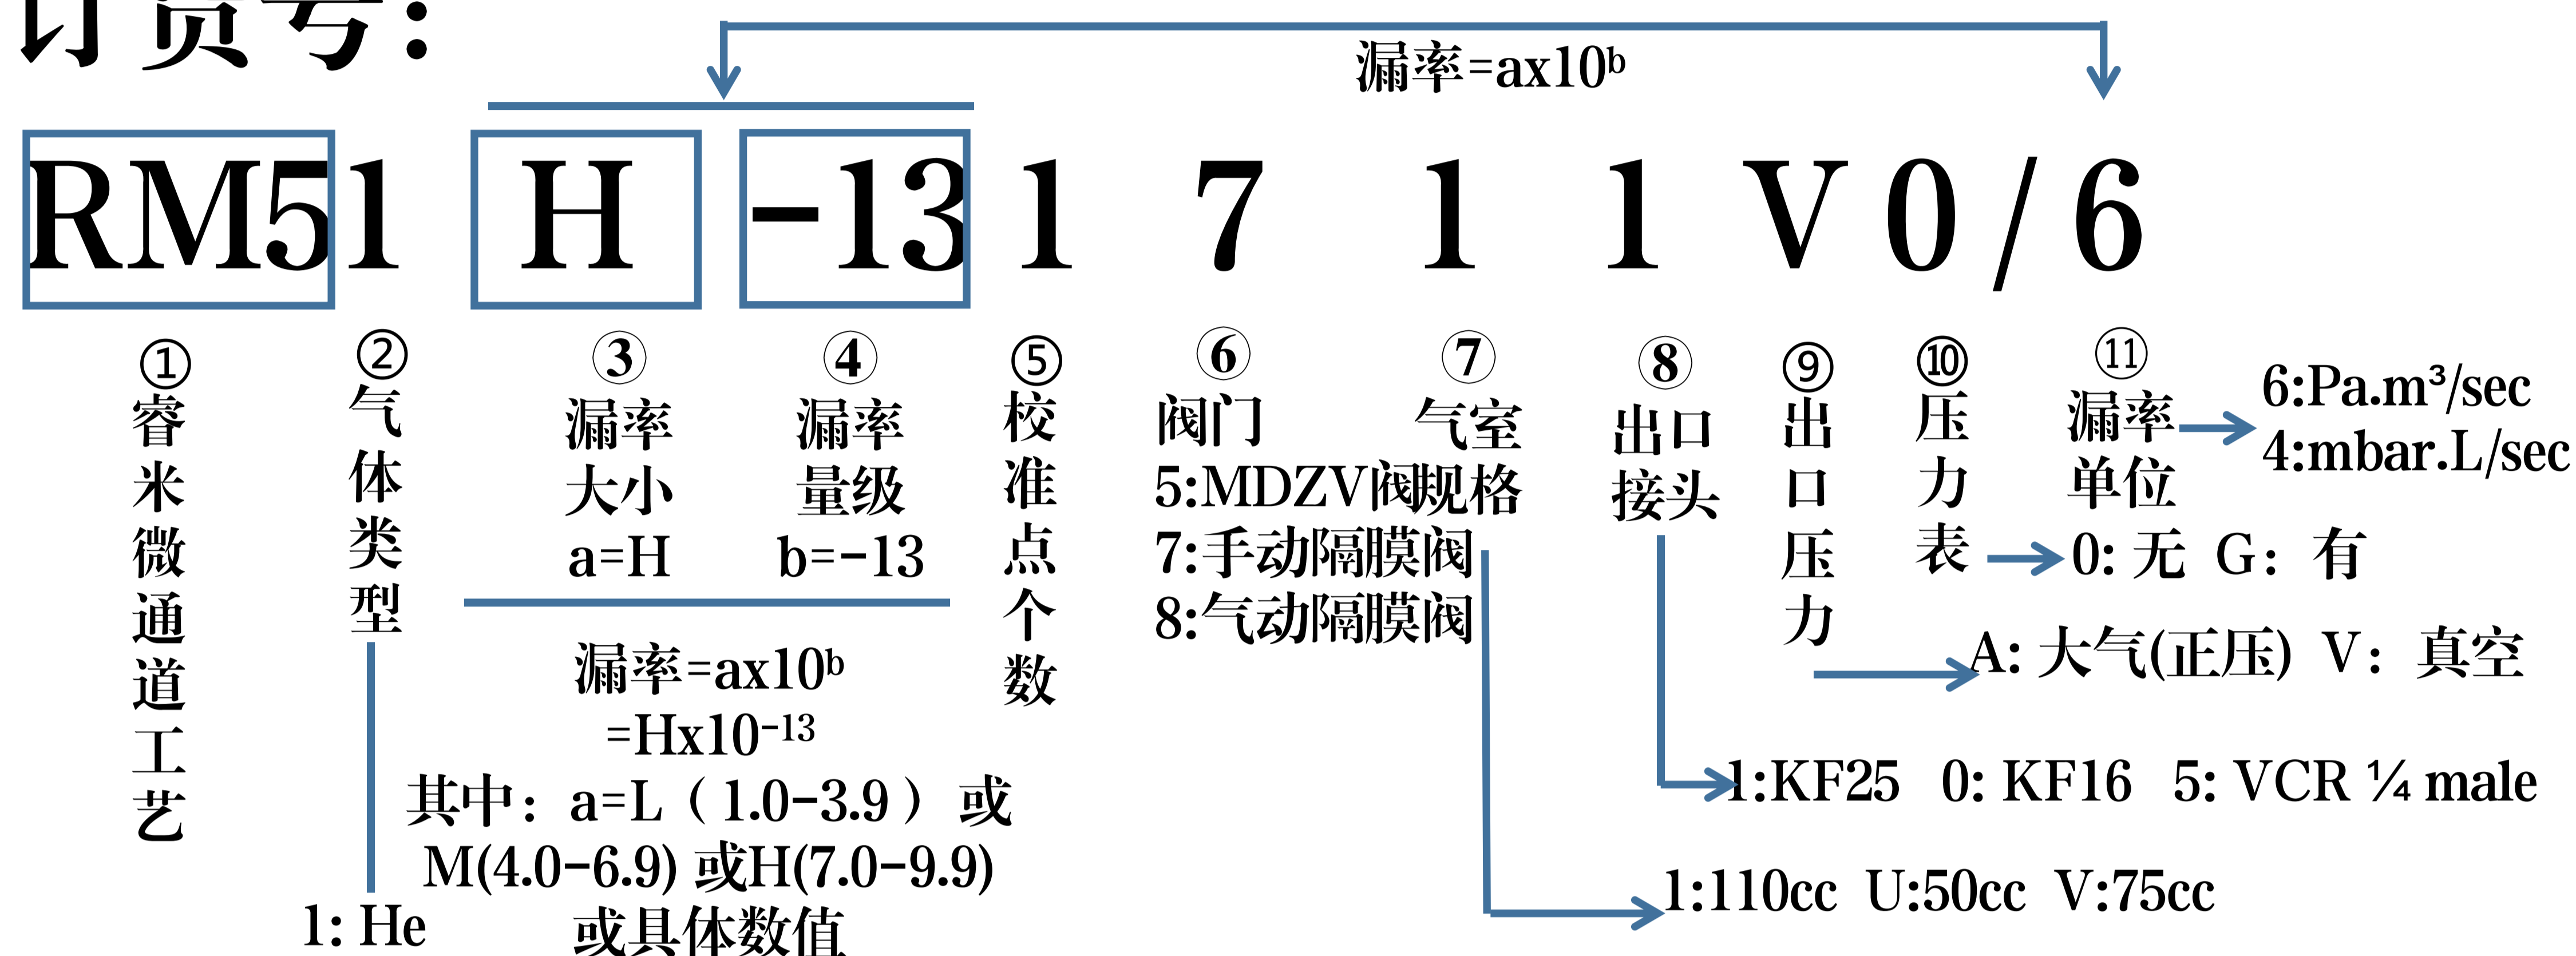 订货号:
漏率=ax10ᵇ
RM51 H -13 1 7 1 1 V 0 / 6
①
睿米微通道工艺
②
气体类型
1: He
③
漏率
大小
a=H
④
漏率
量级
b=-13
漏率=ax10ᵇ
=Hx10⁻¹³
其中：a=L（1.0-3.9）或
M(4.0-6.9) 或H(7.0-9.9)
或具体数值
⑤
校准点个数
⑥
阀门
5:MDZV阀
7:手动隔膜阀
8:气动隔膜阀
⑦
气室
规格
1:110cc U:50cc V:75cc
⑧
出口
接头
1:KF25 0: KF16 5: VCR ¼ male
⑨
出口压力
A: 大气(正压) V：真空
⑩
压力表
0: 无 G：有
⑪
漏率
单位
6:Pa.m³/sec
4:mbar.L/sec